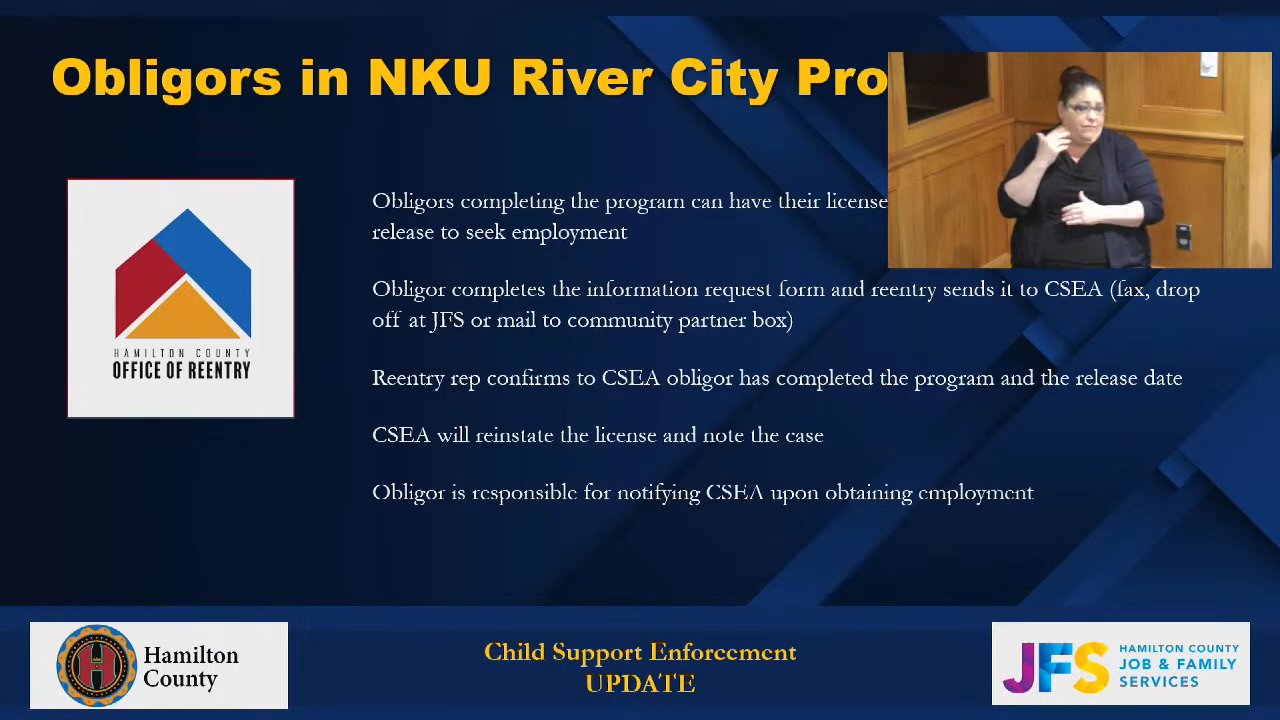 Obligors in NKU River City Pro
Obligors completing the program can have their license
release to seek employment
Obligor completes the information request form and reentry sends it to CSEA (fax, drop
off at JFS or mail to community partner box)
Reentry rep confirms to CSEA obligor has completed the program and the release date
CSEA will reinstate the license and note the case
Obligor is responsible for notifying CSEA upon obtaining employment
HAMILTON COUNTY
OFFICE OF REENTRY
Hamilton
County
Child Support Enforcement
UPDATE
JFS
HAMILTON COUNTY
JOB & FAMILY
SERVICES